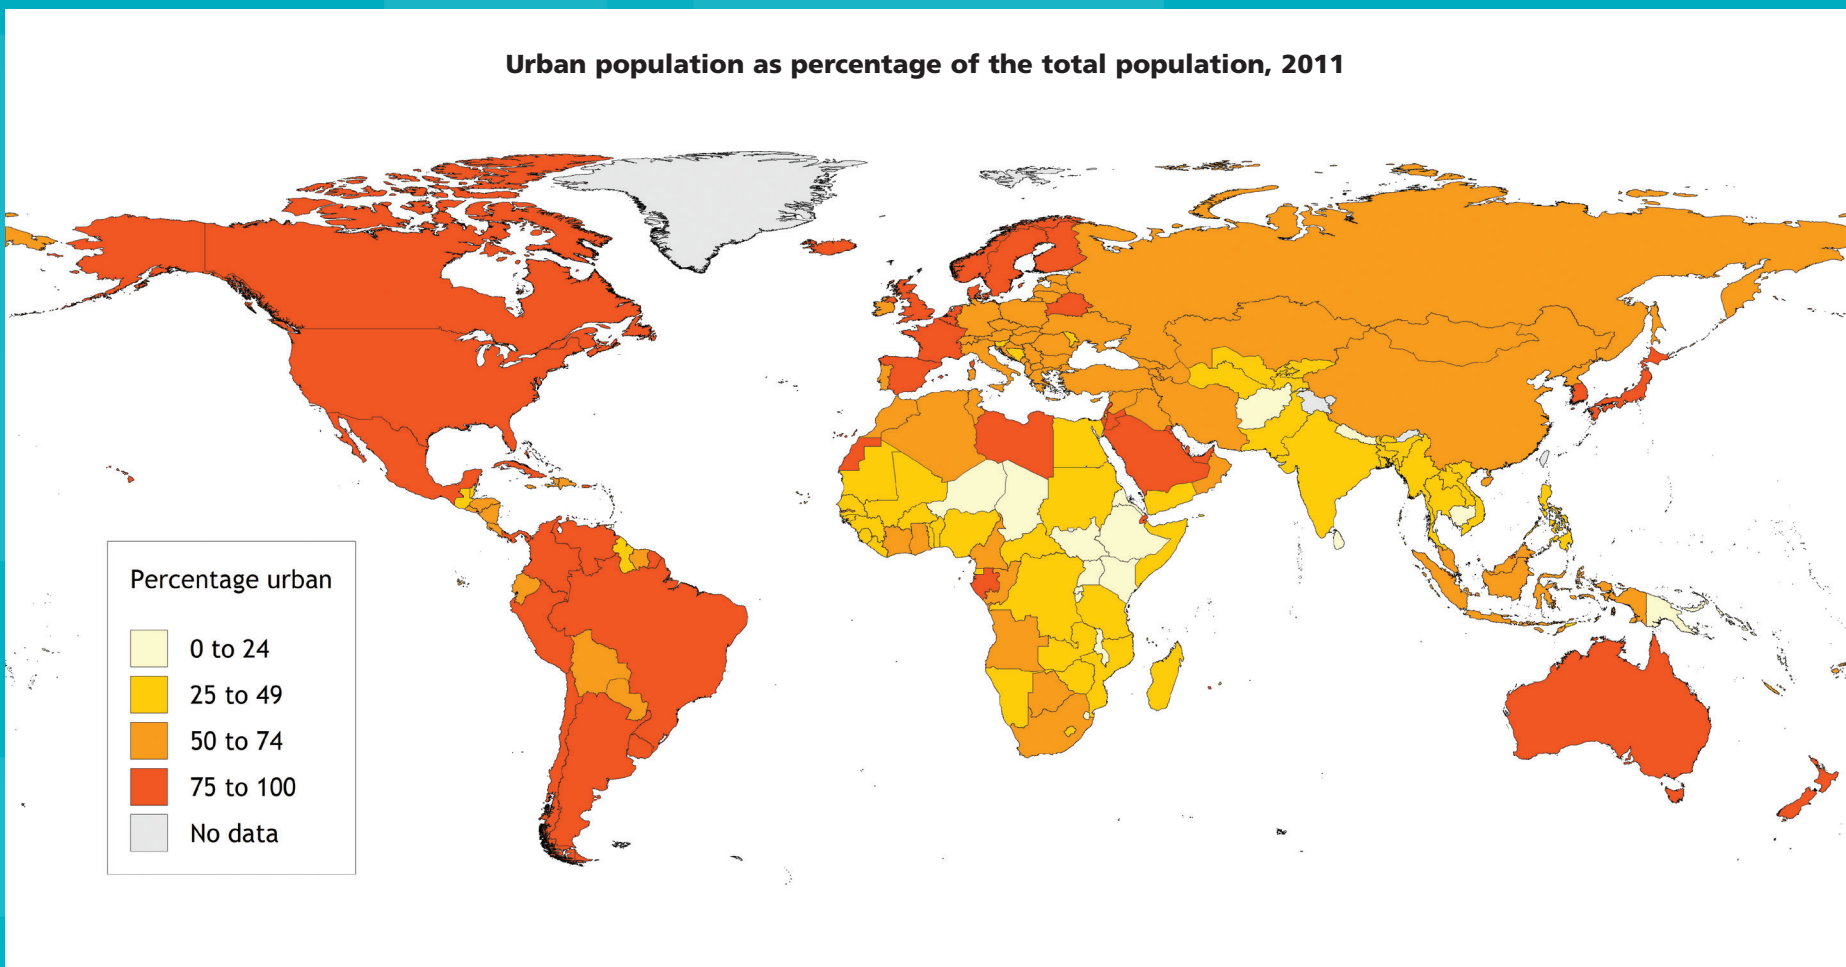 Urban population as percentage of the total population, 2011
Percentage urban
0 to 24
25 to 49
50 to 74
75 to 100
No data